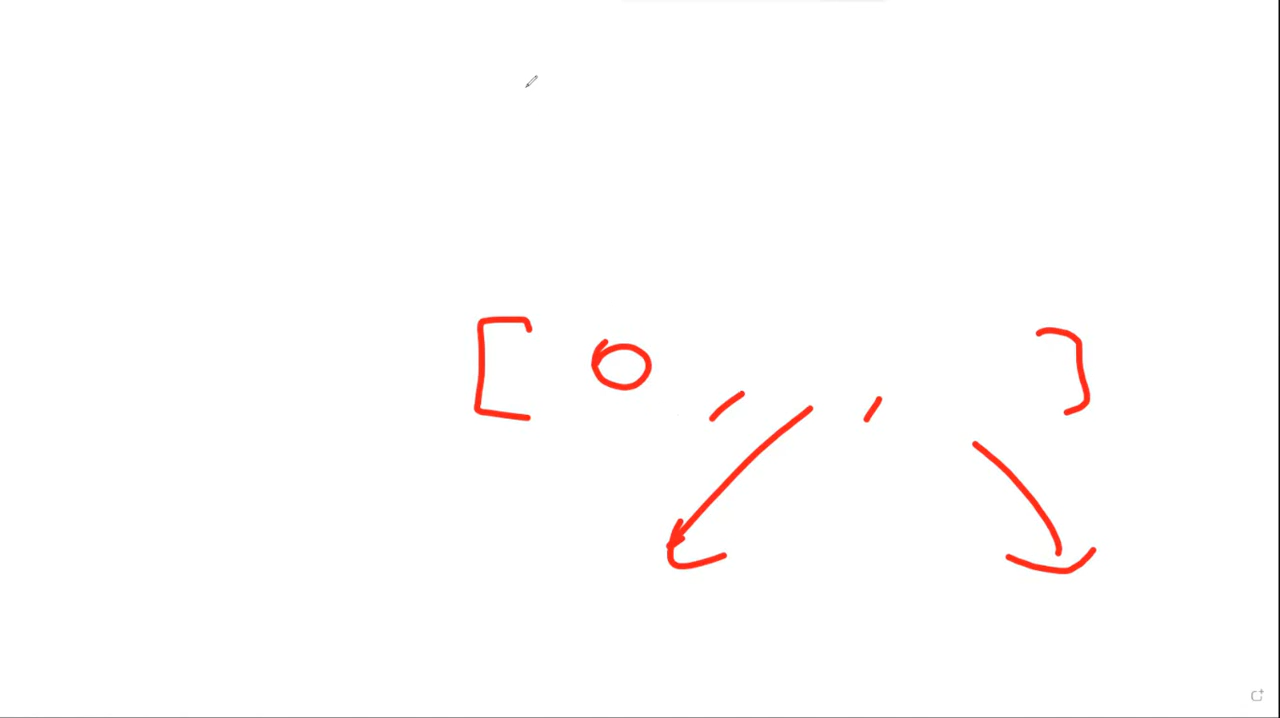 [ 0 , , ]